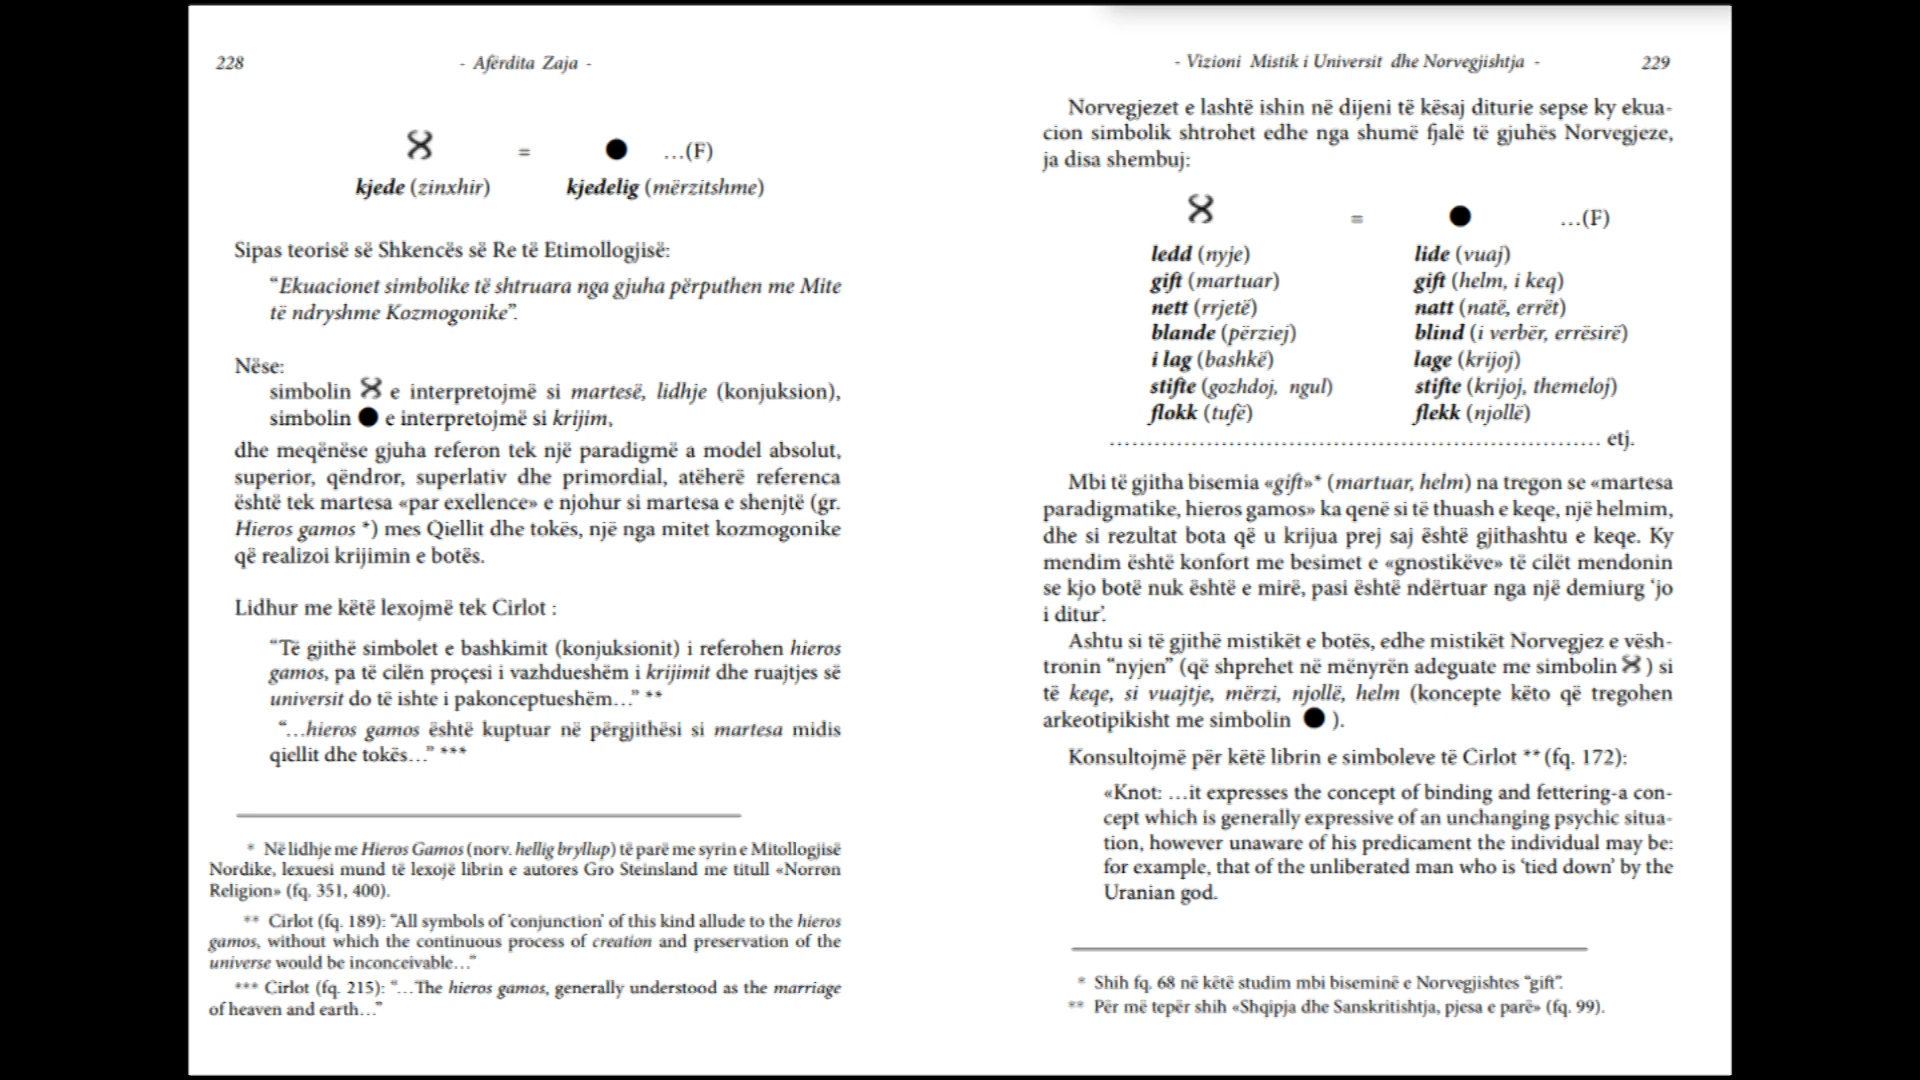 228
- Afërdita Zaja -
= ● …(F)
kjede (zinxhir) kjedelig (mërzitshme)
Sipas teorisë së Shkencës së Re të Etimollogjisë:
“Ekuacionet simbolike të shtruara nga gjuha përputhen me Mite
të ndryshme Kozmogonike”.
Nëse:
simbolin e interpretojmë si martesë, lidhje (konjuksion),
simbolin ● e interpretojmë si krijim,
dhe meqënëse gjuha referon tek një paradigmë a model absolut,
superior, qëndror, superlativ dhe primordial, atëherë referenca
është tek martesa «par exellence» e njohur si martesa e shenjtë (gr.
Hieros gamos *) mes Qiellit dhe tokës, një nga mitet kozmogonike
që realizoi krijimin e botës.
Lidhur me këtë lexojmë tek Cirlot :
“Të gjithë simbolet e bashkimit (konjuksionit) i referohen hieros
gamos, pa të cilën proçesi i vazhdueshëm i krijimit dhe ruajtjes së
universit do të ishte i pakonceptueshëm…” **
“…hieros gamos është kuptuar në përgjithësi si martesa midis
qiellit dhe tokës…” ***
* Në lidhje me Hieros Gamos (norv. hellig bryllup) të parë me syrin e Mitollogjisë
Nordike, lexuesi mund të lexojë librin e autores Gro Steinsland me titull «Norrøn
Religion» (fq. 351, 400).
** Cirlot (fq. 189): “All symbols of ‘conjunction’ of this kind allude to the hieros
gamos, without which the continuous process of creation and preservation of the
universe would be inconceivable…”
*** Cirlot (fq. 215): “…The hieros gamos, generally understood as the marriage
of heaven and earth…”
- Vizioni Mistik i Universit dhe Norvegjishtja -
229
Norvegjezet e lashtë ishin në dijeni të kësaj diturie sepse ky ekua-
cion simbolik shtrohet edhe nga shumë fjalë të gjuhës Norvegjeze,
ja disa shembuj:
= ● …(F)
ledd (nyje) lide (vuaj)
gift (martuar) gift (helm, i keq)
nett (rrjetë) natt (natë, errët)
blande (përziej) blind (i verbër, errësirë)
i lag (bashkë) lage (krijoj)
stifte (gozhdoj, ngul) stifte (krijoj, themeloj)
flokk (tufë) flekk (njollë)
……………………………………………………………… etj.
Mbi të gjitha bisemia «gift»* (martuar, helm) na tregon se «martesa
paradigmatike, hieros gamos» ka qenë si të thuash e keqe, një helmim,
dhe si rezultat bota që u krijua prej saj është gjithashtu e keqe. Ky
mendim është konfort me besimet e «gnostikëve» të cilët mendonin
se kjo botë nuk është e mirë, pasi është ndërtuar nga një demiurg ‘jo
i ditur’.
Ashtu si të gjithë mistikët e botës, edhe mistikët Norvegjez e vësh-
tronin “nyjen” (që shprehet në mënyrën adeguate me simbolin ) si
të keqe, si vuajtje, mërzi, njollë, helm (koncepte këto që tregohen
arkeotipikisht me simbolin ● ).
Konsultojmë për këtë librin e simboleve të Cirlot ** (fq. 172):
«Knot: …it expresses the concept of binding and fettering-a con-
cept which is generally expressive of an unchanging psychic situa-
tion, however unaware of his predicament the individual may be:
for example, that of the unliberated man who is ‘tied down’ by the
Uranian god.
* Shih fq. 68 në këtë studim mbi biseminë e Norvegjishtes “gift”.
** Për më tepër shih «Shqipja dhe Sanskritishtja, pjesa e parë» (fq. 99).